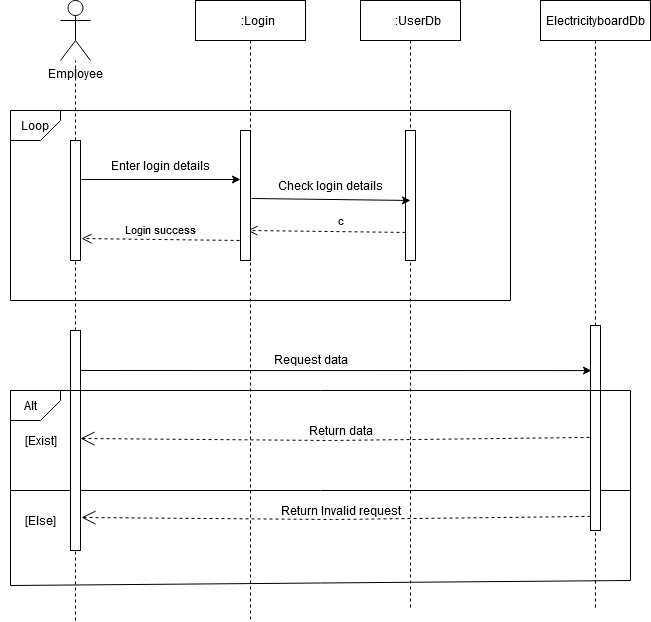 :Login
:UserDb
ElectricityboardDb
Employee
Loop
Enter login details
Check login details
c
Login success
Request data
Alt
Return data
[Exist]
Return Invalid request
[Else]